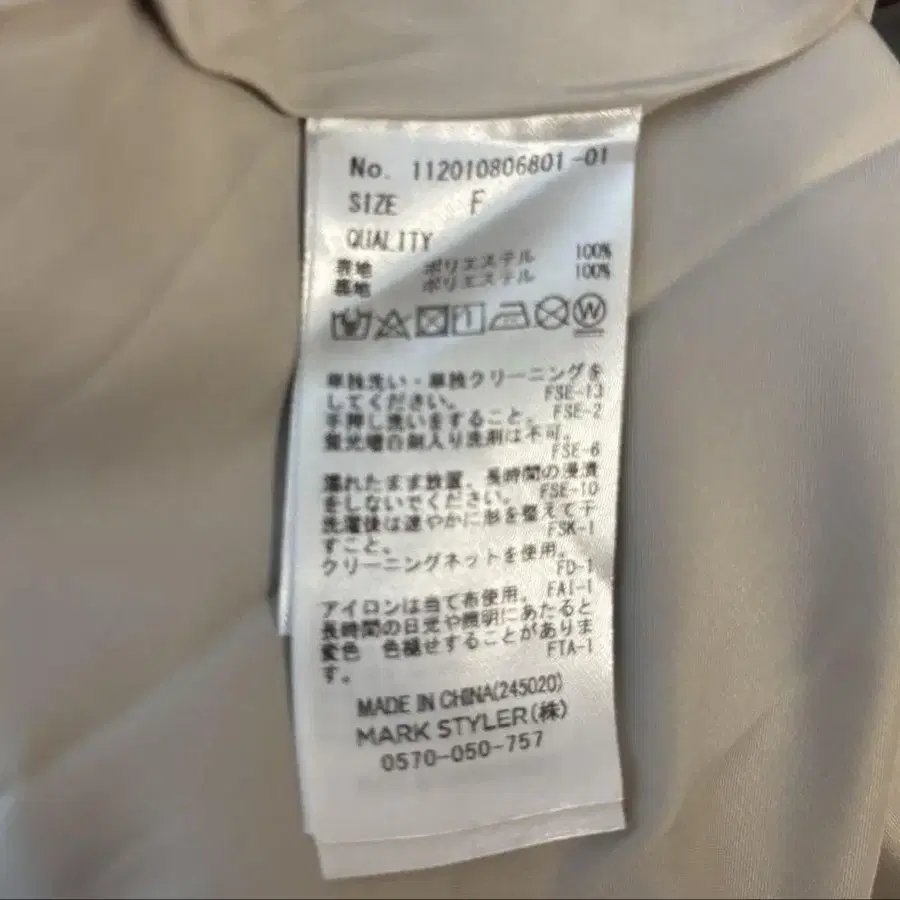 No. 112010806801-01
SIZE F
QUALITY
表地 ポリエステル 100%
裏地 ポリエステル 100%
単独洗い・単独クリーニングを
してください。 FSE-13
手押し洗いをすること。 FSE-2
蛍光増白剤入り洗剤は不可。
FSE-6
濡れたまま放置、長時間の浸漬
をしないでください。 FSE-10
洗濯後は速やかに形を整えて干
すこと。 FSK-1
クリーニングネットを使用。
FD-1
アイロンは当て布使用。 FAI-1
長時間の日光や照明にあたると
変色 色褪せすることがありま
す。 FTA-1
MADE IN CHINA(245020)
MARK STYLER(株)
0570-050-757